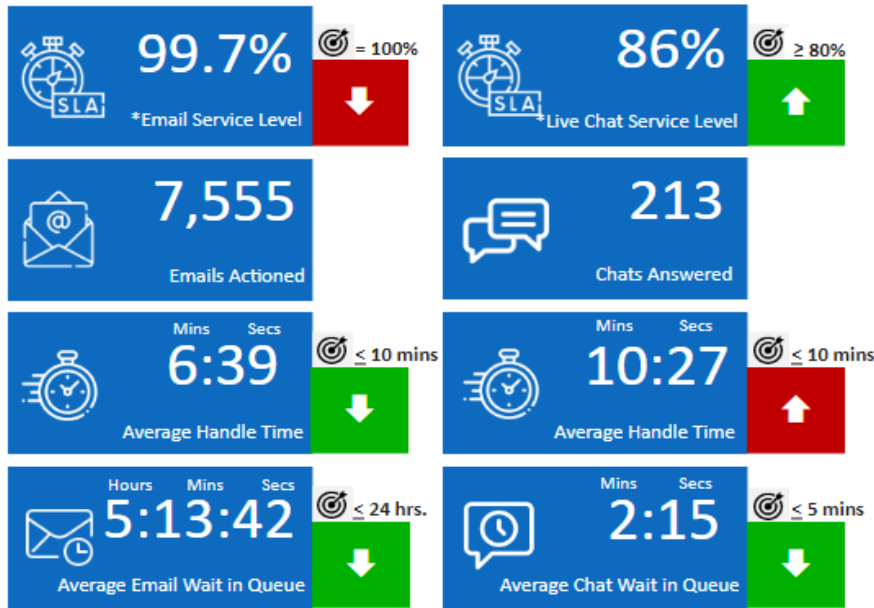 99.7%
= 100%
SLA
*Email Service Level
86%
≥ 80%
SLA
*Live Chat Service Level
7,555
Emails Actioned
213
Chats Answered
Mins Secs
6:39
≤ 10 mins
Average Handle Time
Mins Secs
10:27
≤ 10 mins
Average Handle Time
Hours Mins Secs
5:13:42
≤ 24 hrs.
Average Email Wait in Queue
Mins Secs
2:15
≤ 5 mins
Average Chat Wait in Queue